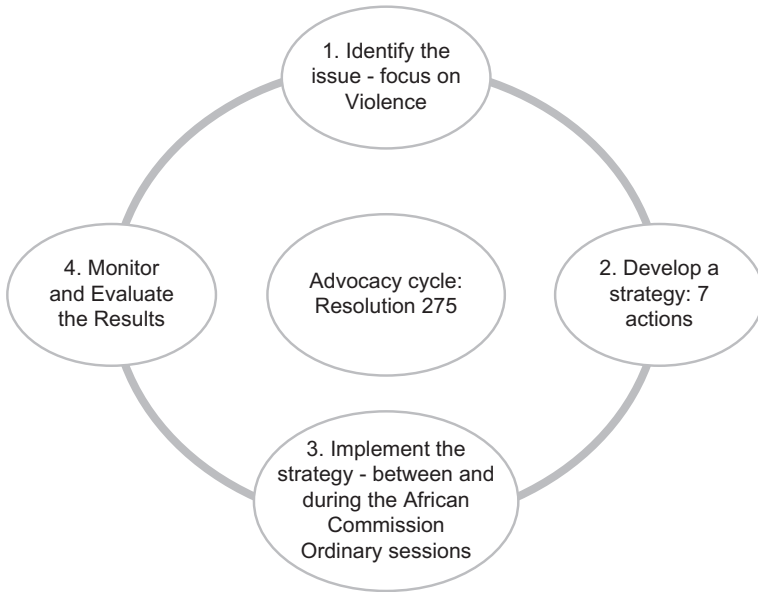 1. Identify the
issue - focus on
Violence
4. Monitor
and Evaluate
the Results
Advocacy cycle:
Resolution 275
2. Develop a
strategy: 7
actions
3. Implement the
strategy - between and
during the African
Commission
Ordinary sessions